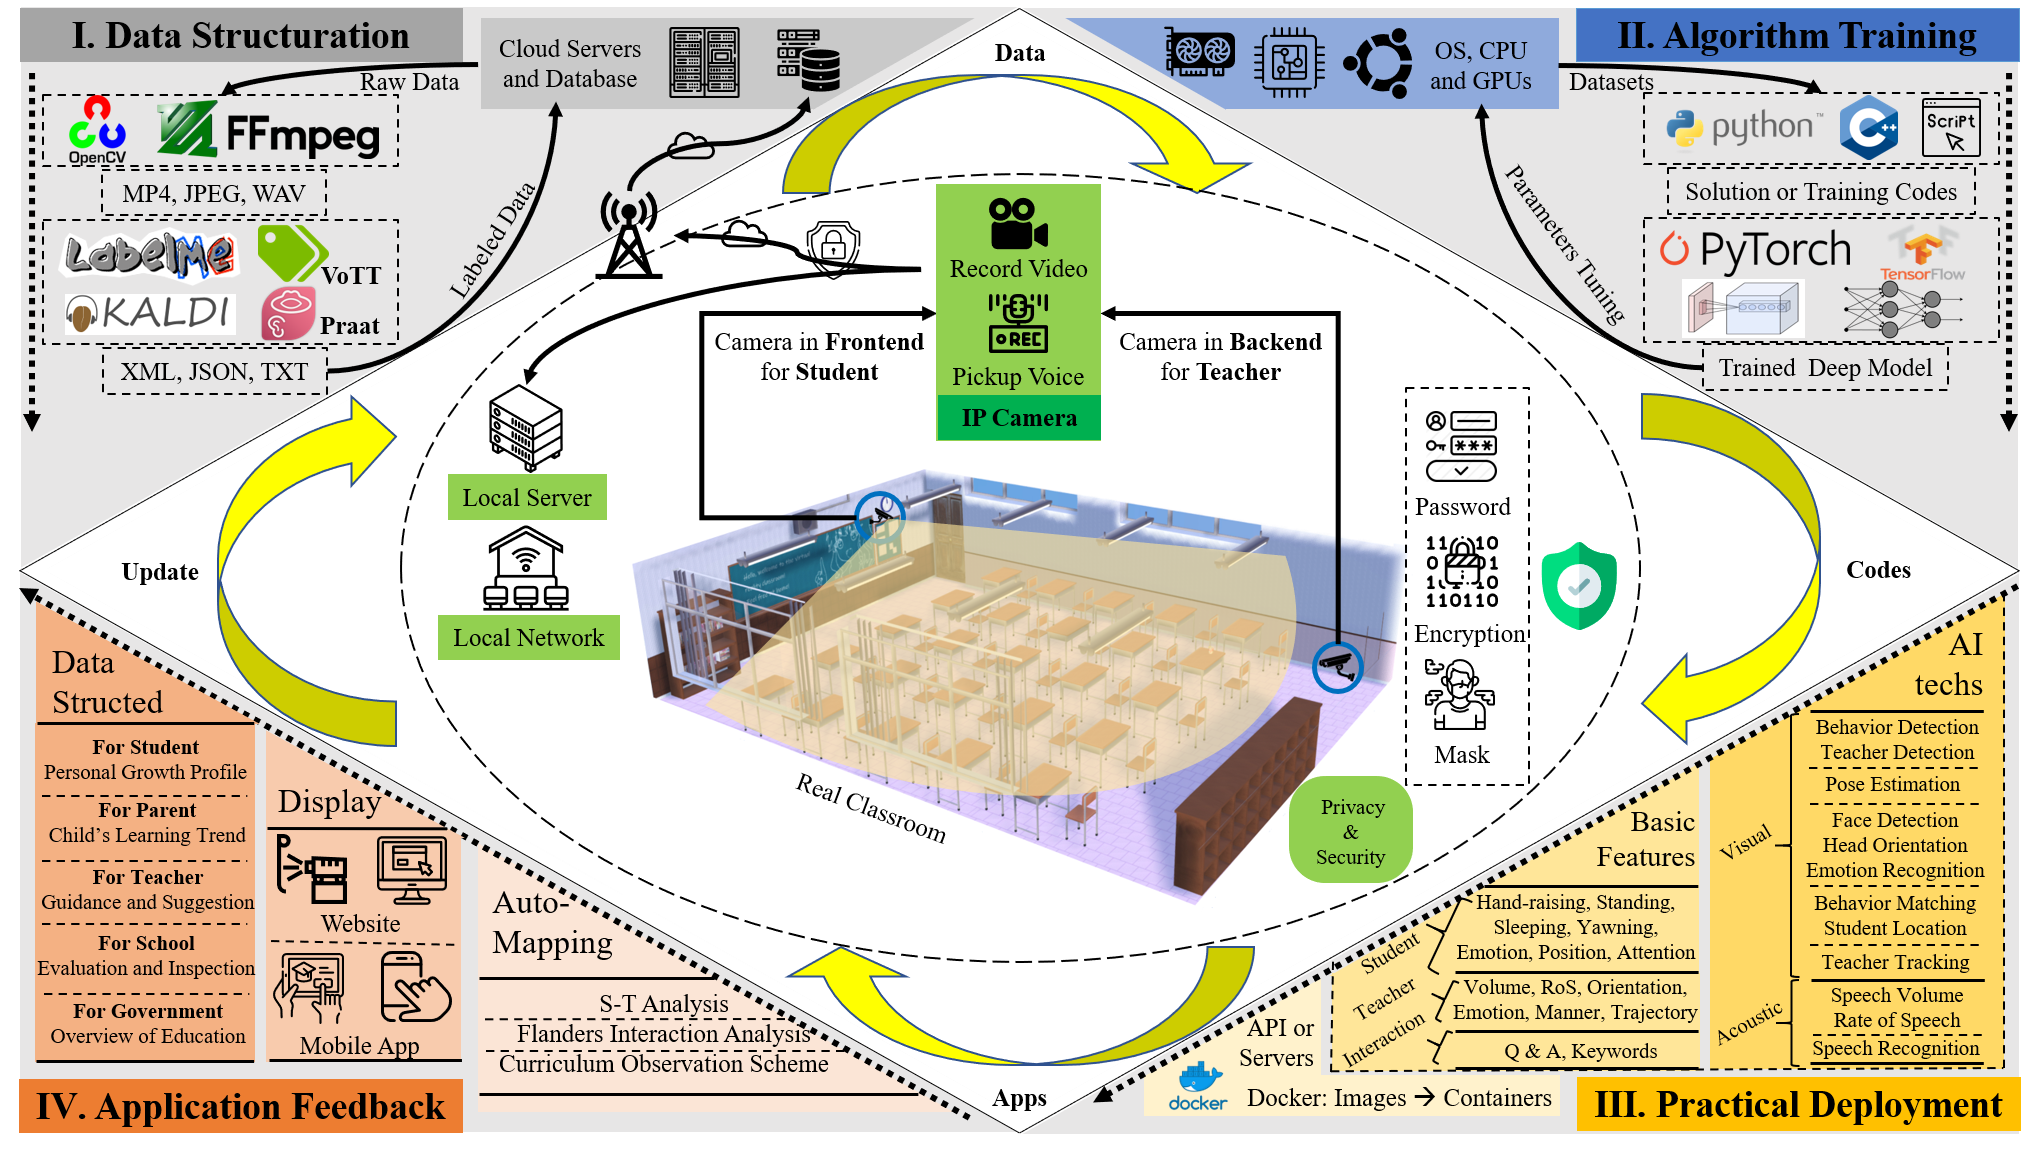 I. Data Structuration
Cloud Servers
and Database
Data
OS, CPU
and GPUs
II. Algorithm Training
Raw Data
Datasets
OpenCV
FFmpeg
MP4, JPEG, WAV
LabelMe
VoTT
KALDI
Praat
XML, JSON, TXT
Labeled Data
python™
C++
ScriPt
Solution or Training Codes
PyTorch
TensorFlow
Trained Deep Model
Parameters Tuning
Record Video
REC
Pickup Voice
IP Camera
Camera in Frontend
for Student
Camera in Backend
for Teacher
Local Server
Local Network
Real Classroom
Password
Encryption
Mask
Privacy
&
Security
Update
Codes
Apps
Data
Structed
For Student
Personal Growth Profile
For Parent
Child's Learning Trend
For Teacher
Guidance and Suggestion
For School
Evaluation and Inspection
For Government
Overview of Education
Display
Website
Mobile App
Auto-
Mapping
S-T Analysis
Flanders Interaction Analysis
Curriculum Observation Scheme
IV. Application Feedback
API or
Servers
docker
Docker: Images → Containers
Basic
Features
Student
Hand-raising, Standing,
Sleeping, Yawning,
Emotion, Position, Attention
Teacher
Volume, RoS, Orientation,
Emotion, Manner, Trajectory
Interaction
Q & A, Keywords
AI
techs
Visual
Behavior Detection
Teacher Detection
Pose Estimation
Face Detection
Head Orientation
Emotion Recognition
Behavior Matching
Student Location
Teacher Tracking
Acoustic
Speech Volume
Rate of Speech
Speech Recognition
III. Practical Deployment